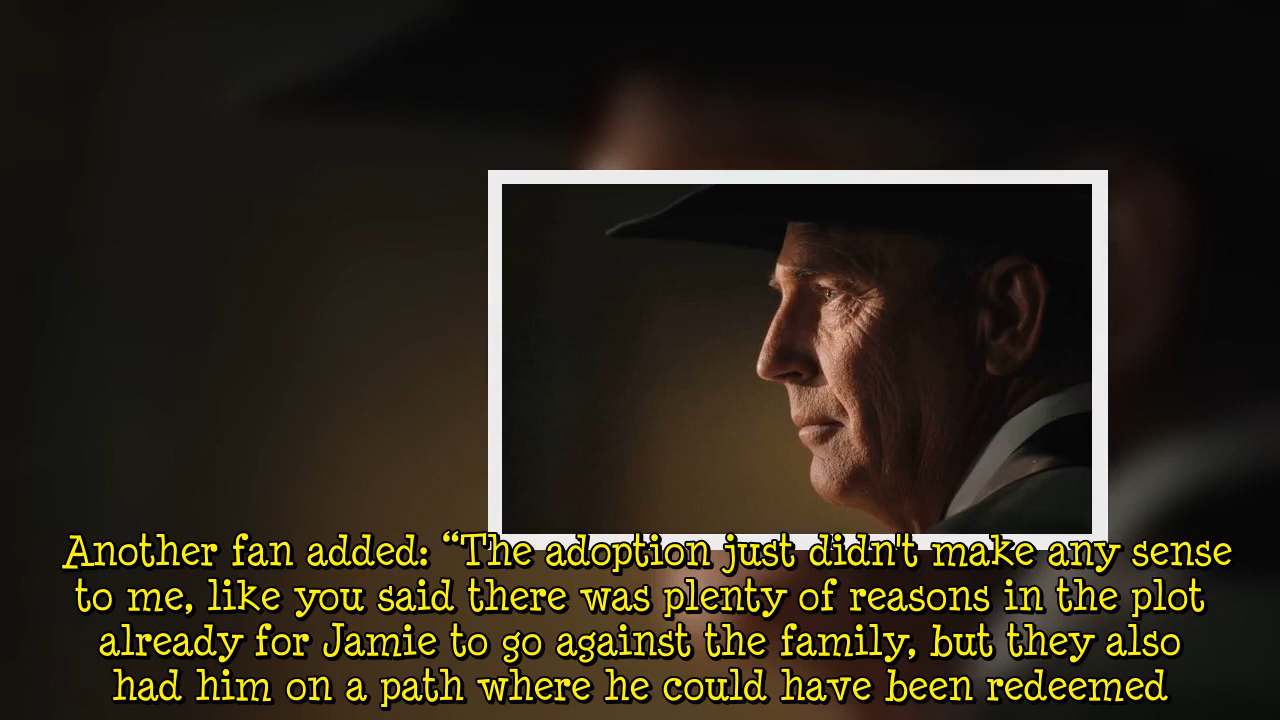 Another fan added: “The adoption just didn't make any sense
to me, like you said there was plenty of reasons in the plot
already for Jamie to go against the family, but they also
had him on a path where he could have been redeemed